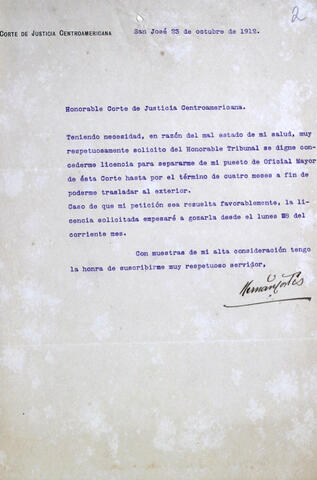 2
CORTE DE JUSTICIA CENTROAMERICANA
San José 23 de octubre de 1912.
Honorable Corte de Justicia Centroamericana.
Teniendo necesidad, en razón del mal estado de mi salud, muy
respetuosamente solicito del Honorable Tribunal se digne con-
cederme licencia para separarme de mi puesto de Oficial Mayor
de ésta Corte hasta por el término de cuatro meses a fin de
poderme trasladar al exterior.
Caso de que mi petición sea resuelta favorablemente, la li-
cencia solicitada empesaré a gozarla desde el lunes 28 del
corriente mes.
Con muestras de mi alta consideración tengo
la honra de suscribirme muy respetuoso servidor,
Hernán Cortés